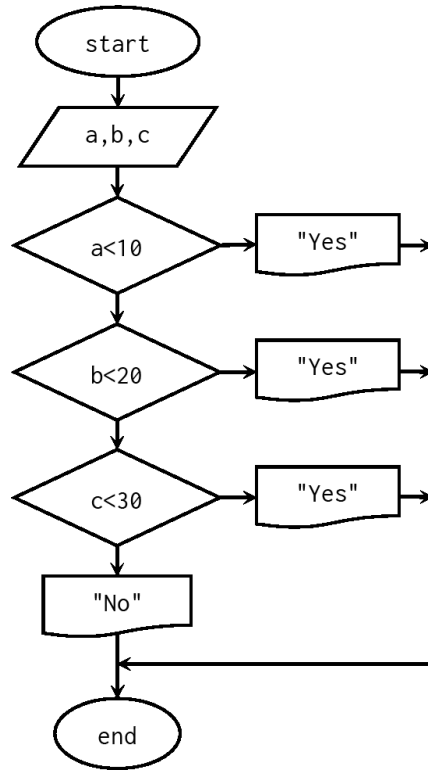 start
a,b,c
a<10
"Yes"
b<20
"Yes"
c<30
"Yes"
"No"
end